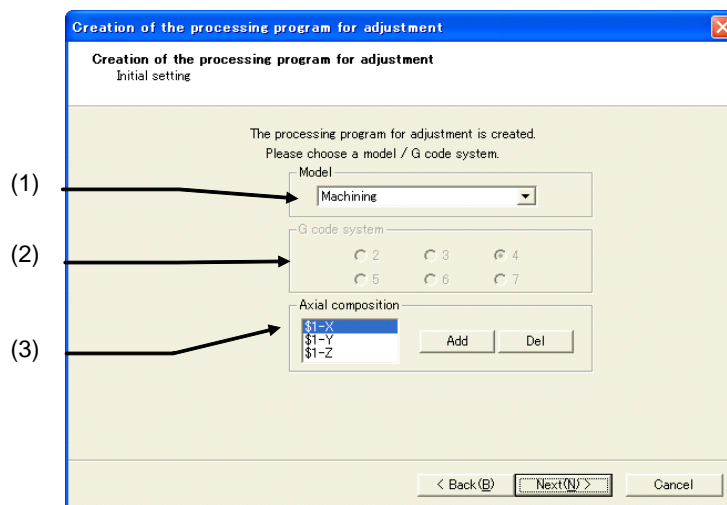 Creation of the processing program for adjustment
Creation of the processing program for adjustment
Initial setting
The processing program for adjustment is created.
Please choose a model / G code system.
Model
(1)
Machining
G code system
(2)
2 3 4
5 6 7
Axial composition
(3)
$1-X
$1-Y
$1-Z
Add Del
< Back(B) Next(N) > Cancel